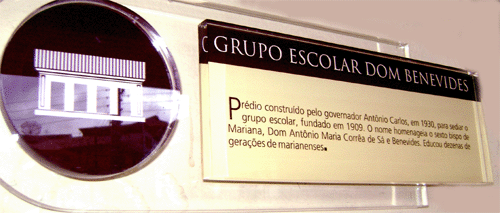 GRUPO ESCOLAR DOM BENEVIDES
Prédio construído pelo governador Antônio Carlos, em 1930, para sediar o
grupo escolar, fundado em 1909. O nome homenageia o sexto bispo de
Mariana, Dom Antônio Maria Corrêa de Sá e Benevides. Educou dezenas de
gerações de marianenses.